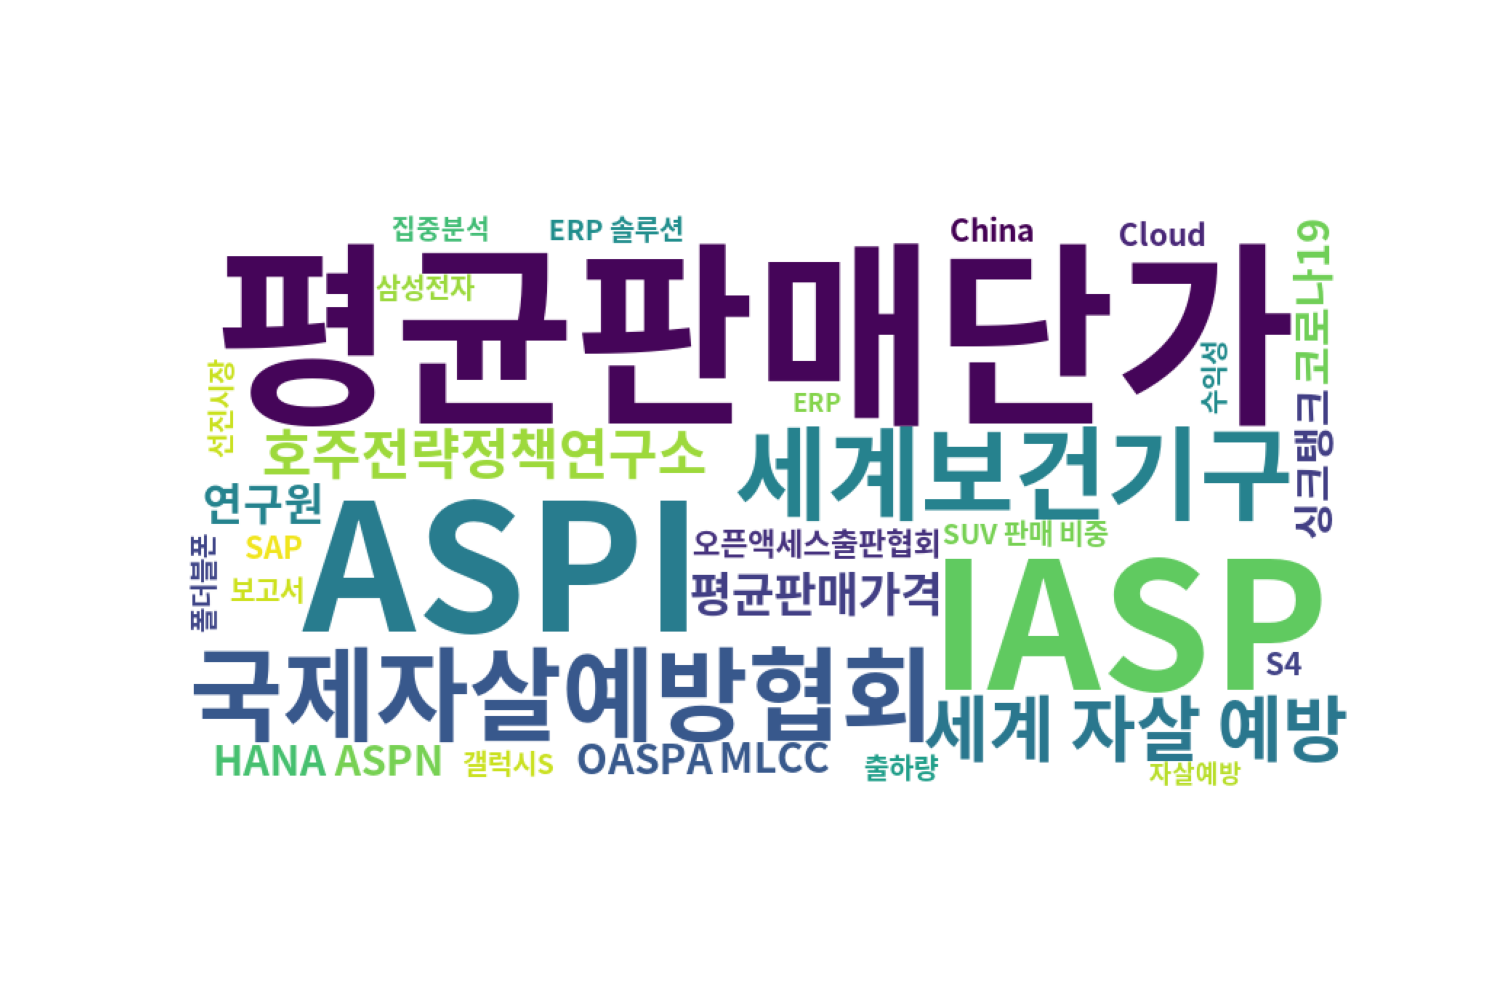 집중분석
ERP 솔루션
China
Cloud
코로나19
평균판매단가
삼성전자
선진시장
ERP
수익성
싱크탱크
호주전략정책연구소
세계보건기구
연구원
ASPI
오픈액세스출판협회
SUV 판매 비중
SAP
폴더블폰
보고서
평균판매가격
IASP
국제자살예방협회
S4
세계 자살 예방
HANA
ASPN
갤럭시S
OASPA
MLCC
출하량
자살예방